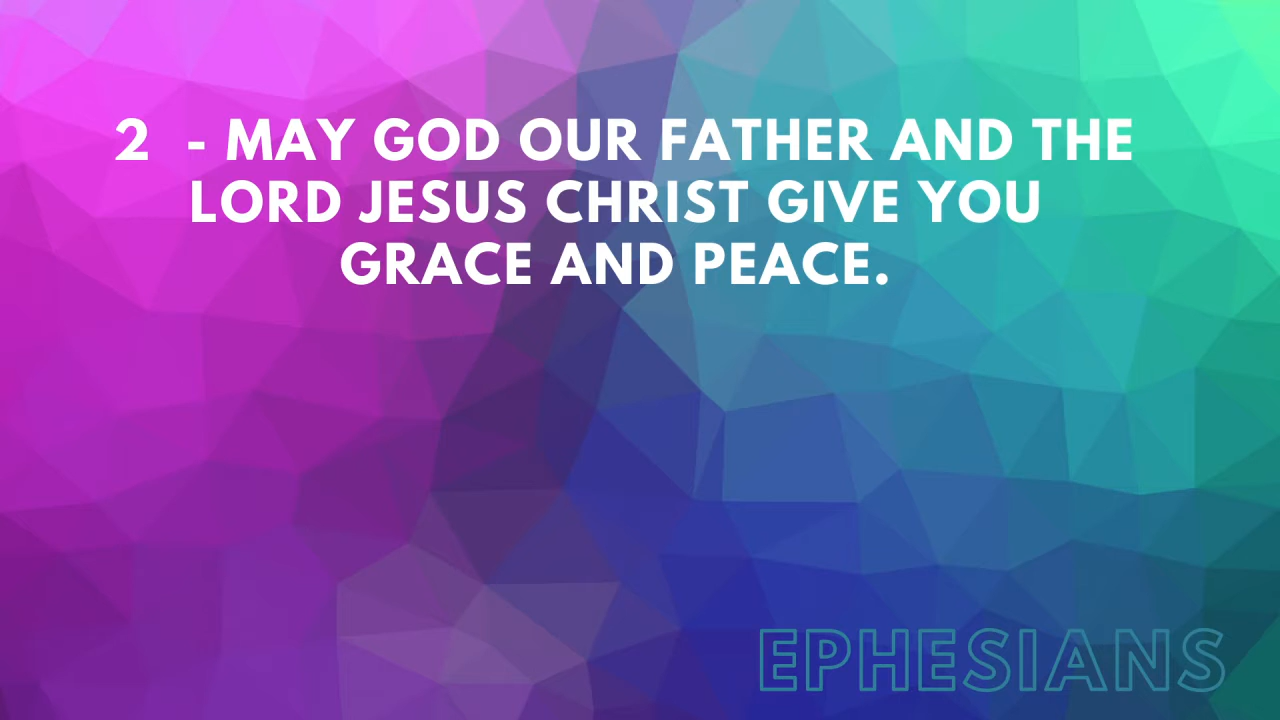 2  - MAY GOD OUR FATHER AND THE
LORD JESUS CHRIST GIVE YOU
GRACE AND PEACE.
EPHESIANS